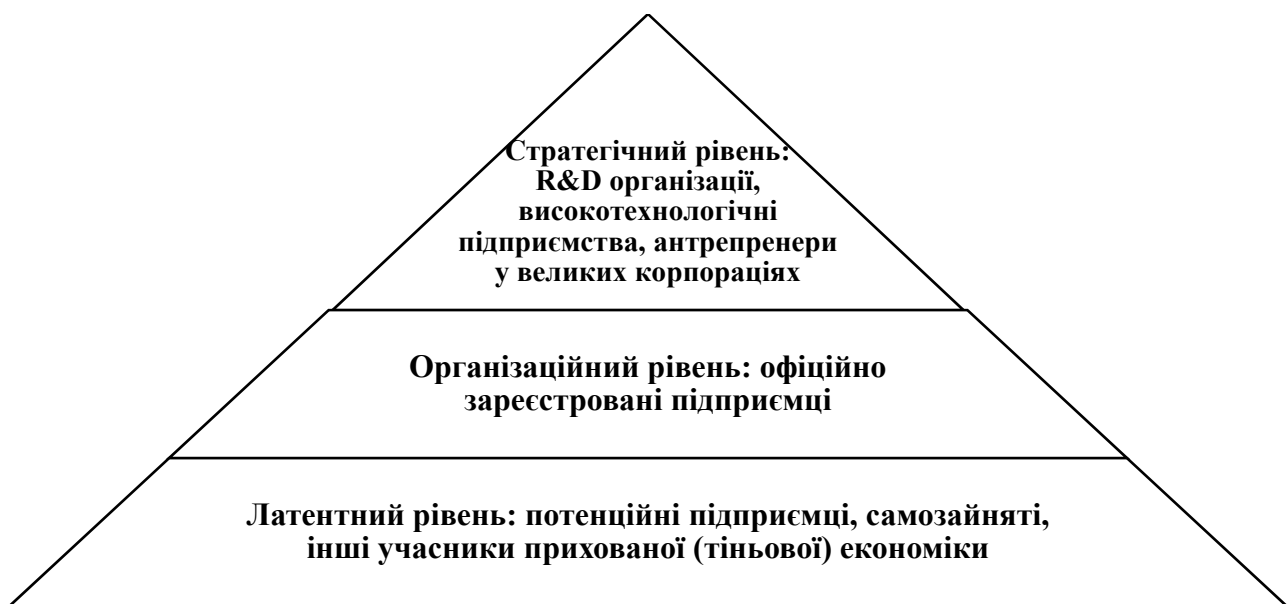 Стратегічний рівень:
R&D організації,
високотехнологічні
підприємства, антрепренери
у великих корпораціях
Організаційний рівень: офіційно
зареєстровані підприємці
Латентний рівень: потенційні підприємці, самозайняті,
інші учасники прихованої (тіньової) економіки